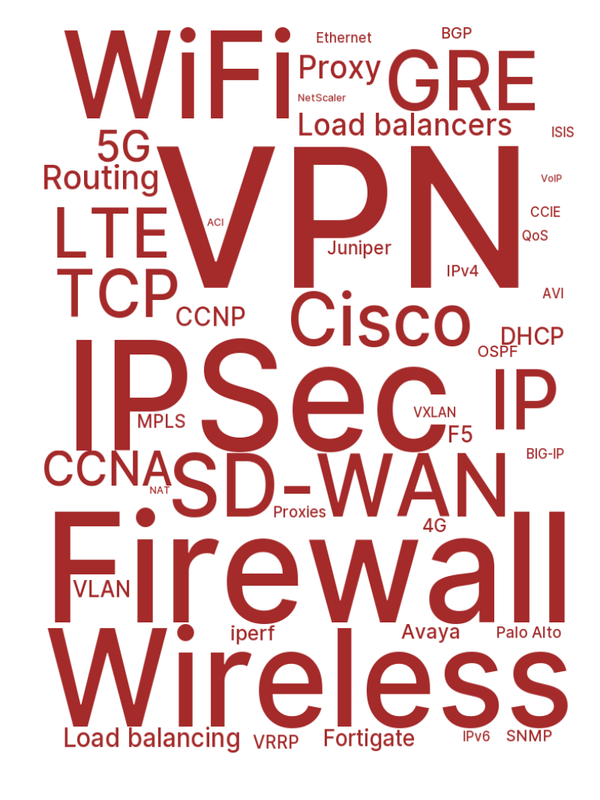 WiFi
Ethernet
BGP
Proxy
GRE
NetScaler
Load balancers
ISIS
5G
Routing
VPN
VoIP
LTE
ACI
CCIE
QoS
Juniper
IPv4
TCP
CCNP
Cisco
AVI
DHCP
OSPF
IPSec
IP
MPLS
VXLAN
F5
CCNA
NAT
SD-WAN
BIG-IP
Proxies
4G
Firewall
VLAN
iperf
Avaya
Palo Alto
Wireless
Load balancing
VRRP
Fortigate
IPv6
SNMP